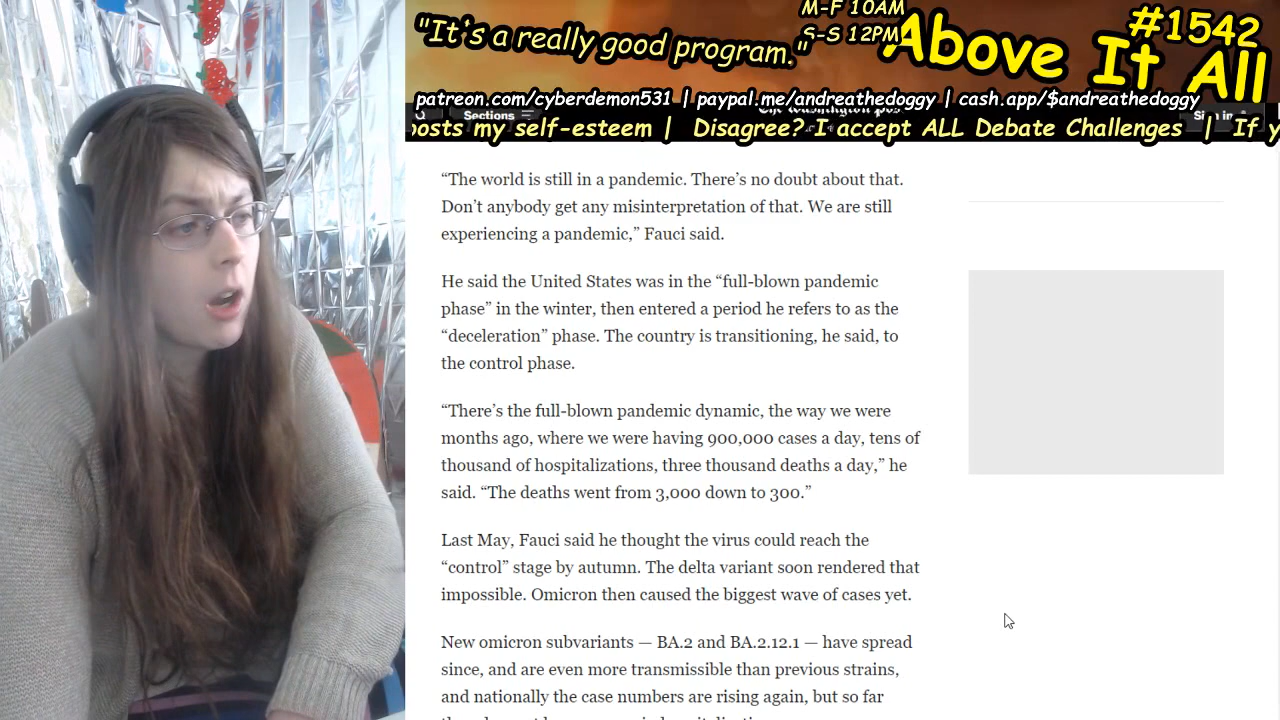 "It's a really good program."
M-F 10AM
S-S 12PM
Above It All
#1542
patreon.com/cyberdemon531 | paypal.me/andreathedoggy | cash.app/$andreathedoggy
Sections
The Washington Pos
Sign in
osts my self-esteem | Disagree? I accept ALL Debate Challenges | If y
“The world is still in a pandemic. There’s no doubt about that.
Don’t anybody get any misinterpretation of that. We are still
experiencing a pandemic,” Fauci said.
He said the United States was in the “full-blown pandemic
phase” in the winter, then entered a period he refers to as the
“deceleration” phase. The country is transitioning, he said, to
the control phase.
“There’s the full-blown pandemic dynamic, the way we were
months ago, where we were having 900,000 cases a day, tens of
thousand of hospitalizations, three thousand deaths a day,” he
said. “The deaths went from 3,000 down to 300.”
Last May, Fauci said he thought the virus could reach the
“control” stage by autumn. The delta variant soon rendered that
impossible. Omicron then caused the biggest wave of cases yet.
New omicron subvariants — BA.2 and BA.2.12.1 — have spread
since, and are even more transmissible than previous strains,
and nationally the case numbers are rising again, but so far